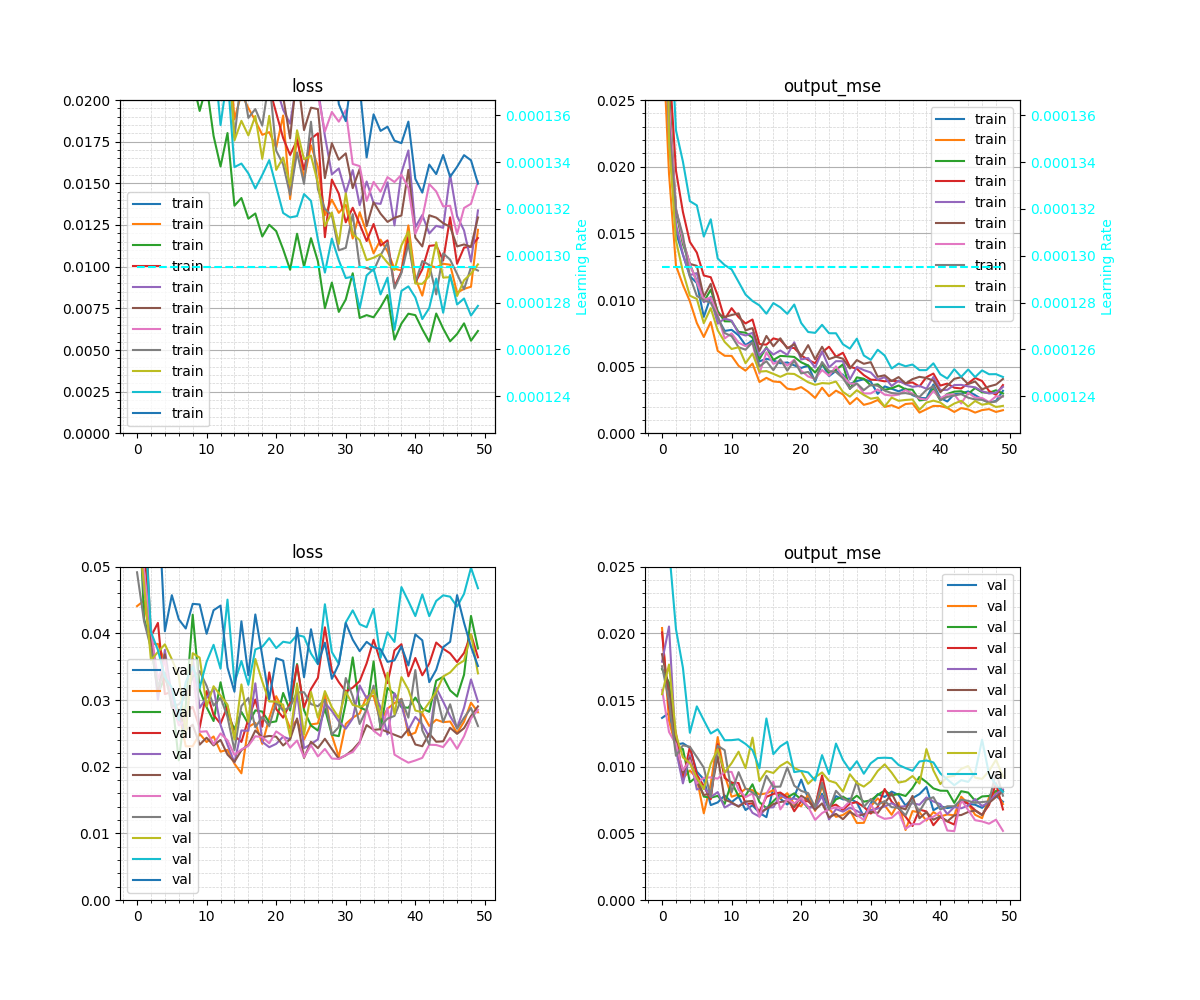 loss
0.0200
0.0175
0.0150
0.0125
0.0100
0.0075
0.0050
0.0025
0.0000
train
train
train
train
train
train
train
train
train
train
train
0 10 20 30 40 50
0.000136
0.000134
0.000132
0.000130
0.000128
0.000126
0.000124
Learning Rate
output_mse
0.025
0.020
0.015
0.010
0.005
0.000
train
train
train
train
train
train
train
train
train
train
0 10 20 30 40 50
0.000136
0.000134
0.000132
0.000130
0.000128
0.000126
0.000124
Learning Rate
loss
0.05
0.04
0.03
0.02
0.01
0.00
val
val
val
val
val
val
val
val
val
val
val
0 10 20 30 40 50
output_mse
0.025
0.020
0.015
0.010
0.005
0.000
val
val
val
val
val
val
val
val
val
val
0 10 20 30 40 50